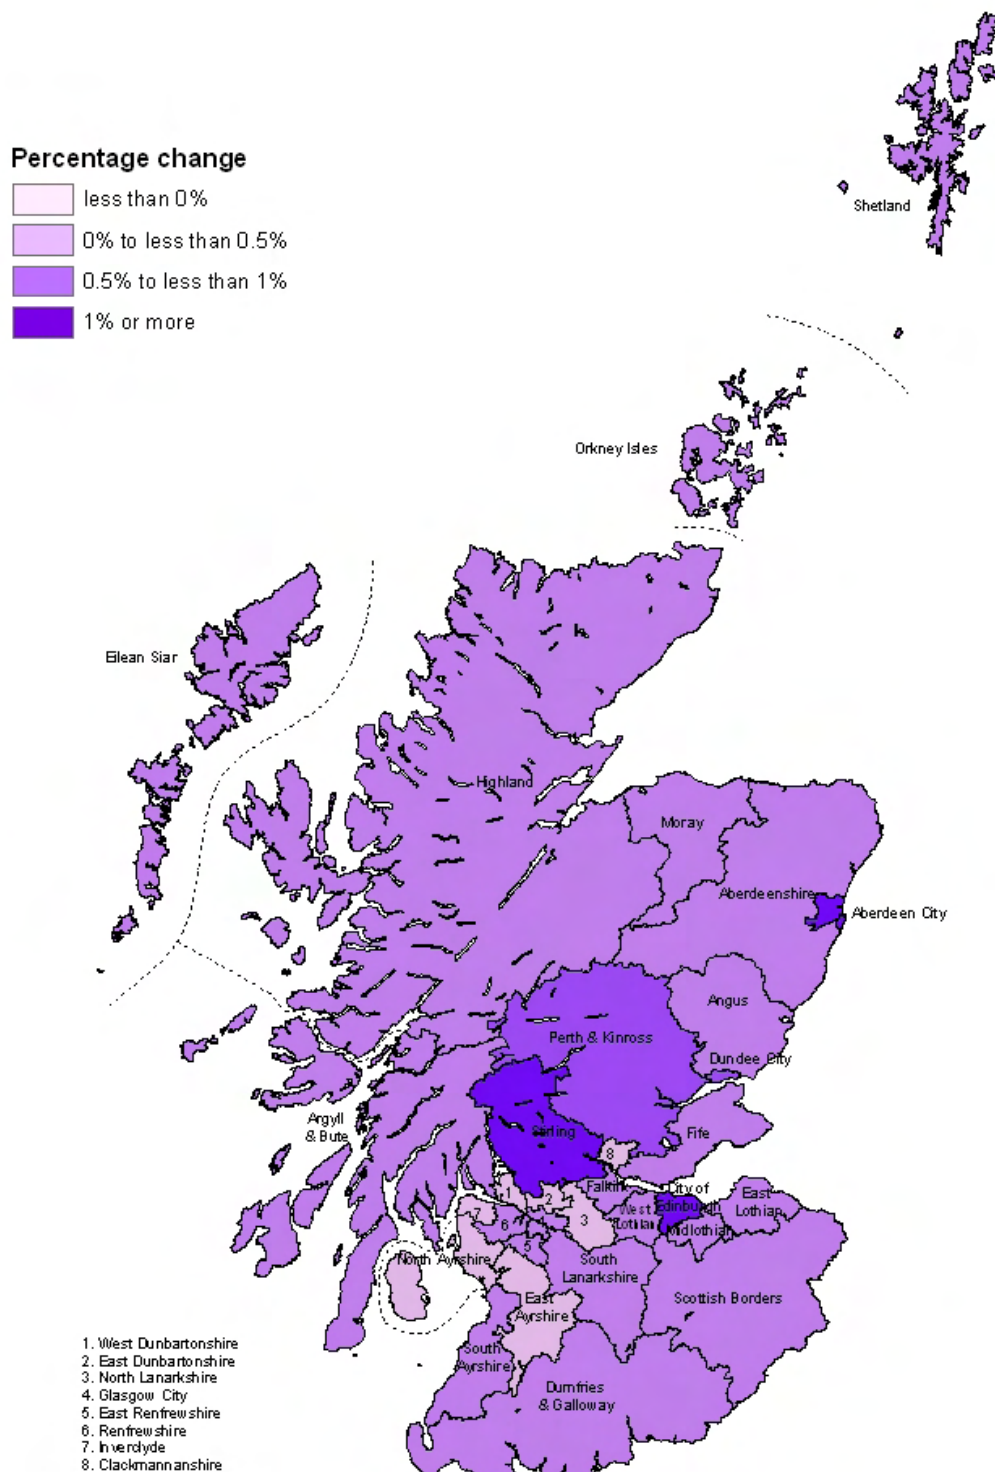 Percentage change
less than 0%
0% to less than 0.5%
0.5% to less than 1%
1% or more
Shetland
Orkney Isles
Eilean Siar
Highland
Moray
Aberdeenshire
Aberdeen City
Angus
Perth & Kinross
Dundee City
Argyll
& Bute
Stirling
Fife
8
1
2
Falkirk
City of
Edinburgh
East
Lothian
7
6
4
3
West
Lothian
Midlothian
5
North Ayrshire
South
Lanarkshire
East
Ayrshire
Scottish Borders
South
Ayrshire
Dumfries
& Galloway
1. West Dunbartonshire
2. East Dunbartonshire
3. North Lanarkshire
4. Glasgow City
5. East Renfrewshire
6. Renfrewshire
7. Inverclyde
8. Clackmannanshire